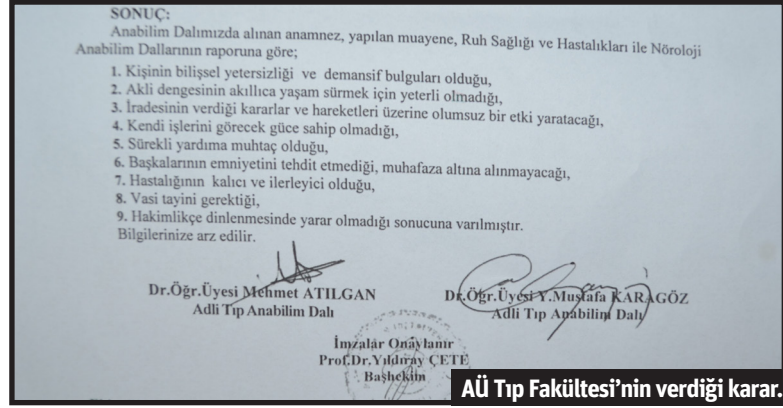 SONUÇ:
Anabilim Dalımızda alınan anamnez, yapılan muayene, Ruh Sağlığı ve Hastalıkları ile Nöroloji
Anabilim Dallarının raporuna göre;
1. Kişinin bilişsel yetersizliği ve demansif bulguları olduğu,
2. Akli dengesinin akıllıca yaşam sürmek için yeterli olmadığı,
3. İradesinin verdiği kararlar ve hareketleri üzerine olumsuz bir etki yaratacağı,
4. Kendi işlerini görecek güce sahip olmadığı,
5. Sürekli yardıma muhtaç olduğu,
6. Başkalarının emniyetini tehdit etmediği, muhafaza altına alınmayacağı,
7. Hastalığının kalıcı ve ilerleyici olduğu,
8. Vasi tayini gerektiği,
9. Hakimlikçe dinlenmesinde yarar olmadığı sonucuna varılmıştır.
Bilgilerinize arz edilir.
Dr.Öğr.Üyesi Mehmet ATILGAN
Adli Tıp Anabilim Dalı
Dr.Öğr.Üyesi Y.Mustafa KARAGÖZ
Adli Tıp Anabilim Dalı
İmzalar Onaylanır
Prof.Dr.Yıldıray ÇETE
Başhekim
AÜ Tıp Fakültesi'nin verdiği karar.